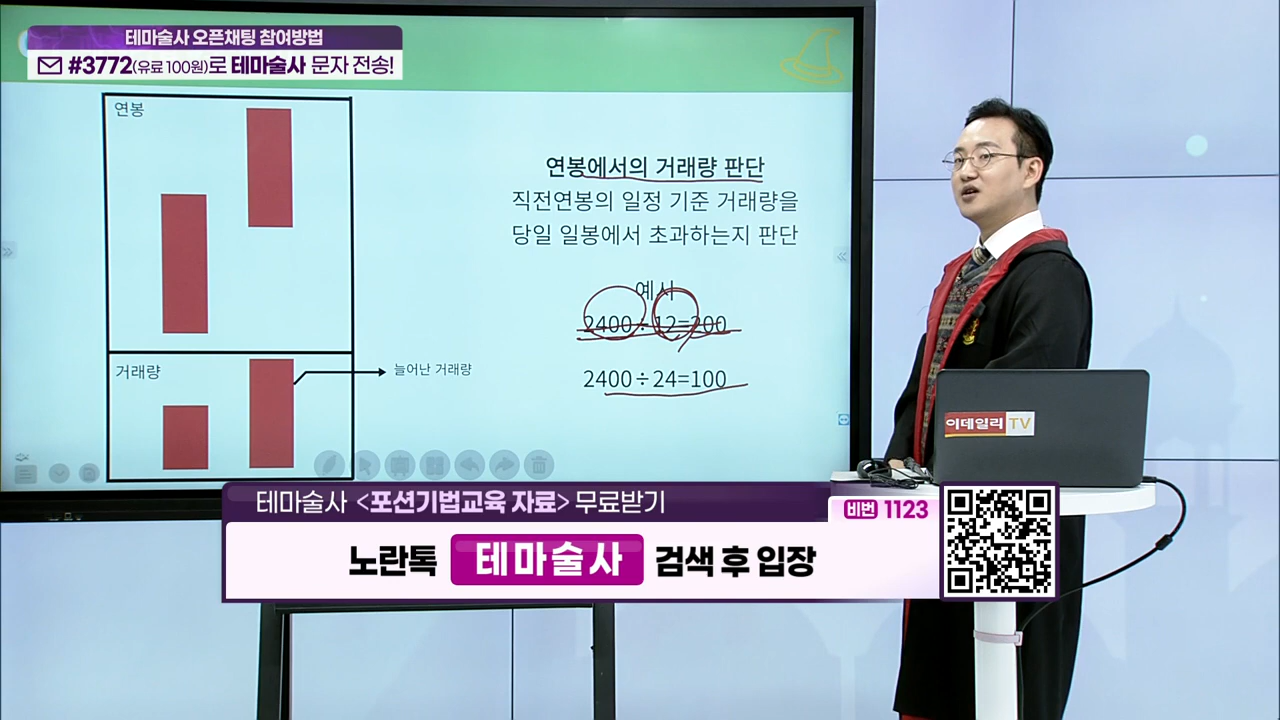 테마술사 오픈채팅 참여방법
#3772(유료 100원)로 테마술사 문자 전송!
연봉
연봉에서의 거래량 판단
직전연봉의 일정 기준 거래량을
당일 일봉에서 초과하는지 판단
예시
2400÷12=200
2400÷24=100
거래량
늘어난 거래량
이데일리TV
테마술사 <포션기법교육 자료> 무료받기
비번 1123
노란톡 테마술사 검색 후 입장